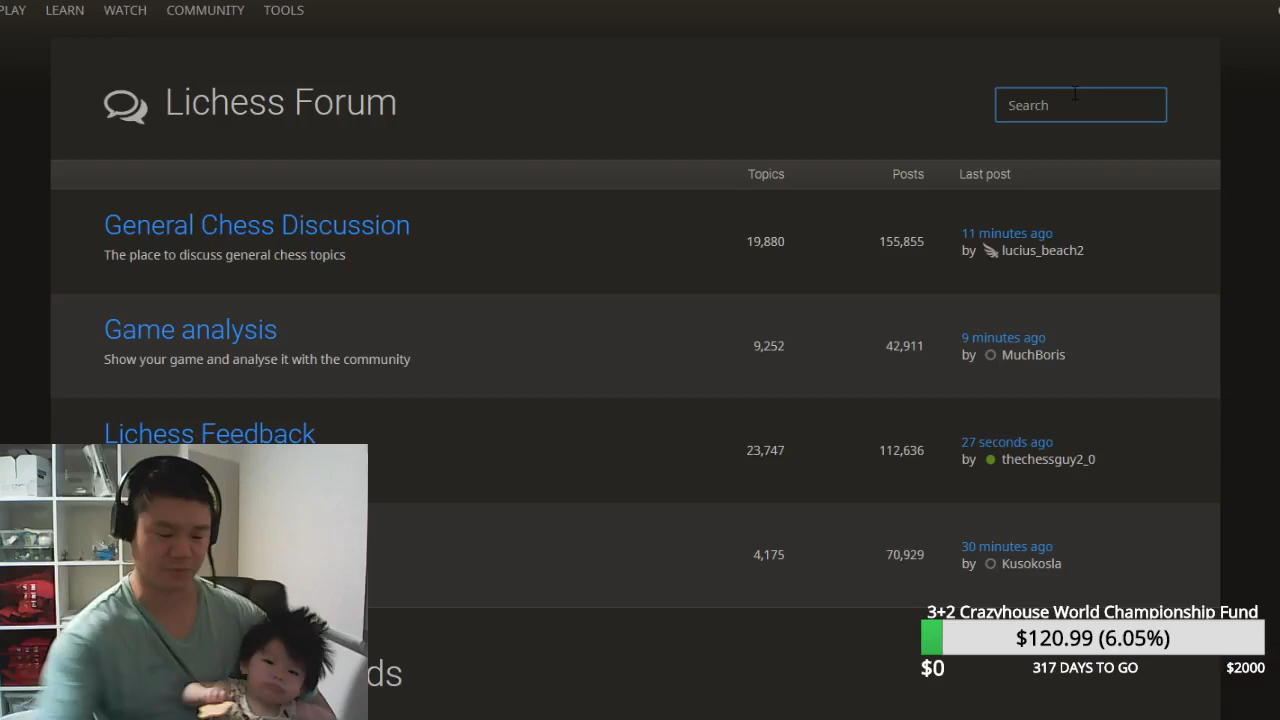 PLAY LEARN WATCH COMMUNITY TOOLS
Lichess Forum
Search
Topics Posts Last post
General Chess Discussion
The place to discuss general chess topics
19,880 155,855
11 minutes ago
by lucius_beach2
Game analysis
Show your game and analyse it with the community
9,252 42,911
9 minutes ago
by MuchBoris
Lichess Feedback
23,747 112,636
27 seconds ago
by thechessguy2_0
4,175 70,929
30 minutes ago
by Kusokosla
3+2 Crazyhouse World Championship Fund
$120.99 (6.05%)
$0 317 DAYS TO GO $2000
ds